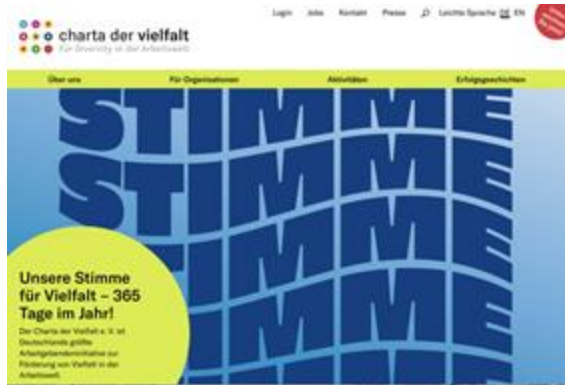 Login Jobs Kontakt Presse Leichte Sprache DE EN
charta der vielfalt
Für Diversity in der Arbeitswelt
Über uns Für Organisationen Aktivitäten Erfolgsgeschichten
STIMME
STIMME
STIMME
STIMME
STIMME
Unsere Stimme
für Vielfalt – 365
Tage im Jahr!
Der Charta der Vielfalt e. V. ist
Deutschlands größte
Arbeitgebendeninitiative zur
Förderung von Vielfalt in der
Arbeitswelt.